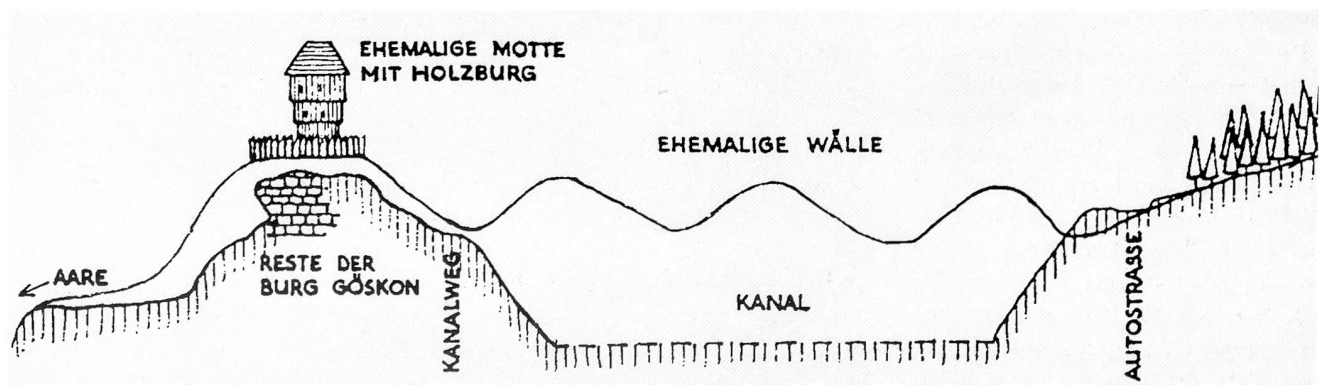 EHEMALIGE MOTTE
MIT HOLZBURG
EHEMALIGE WÄLLE
AARE
RESTE DER
BURG GÖSKON
KANALWEG
KANAL
AUTOSTRASSE